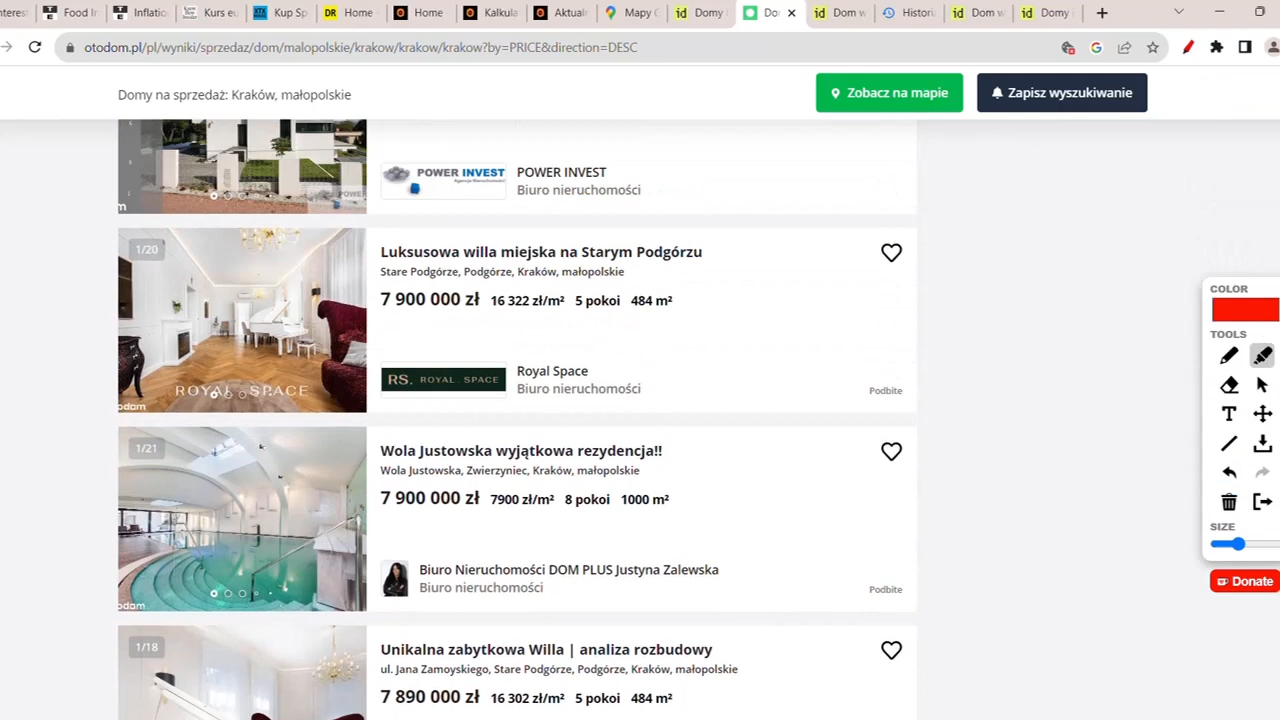 nteres
Food In
Inflatio
Kurs eu
Kup Sp
Home
Home
Kalkula
Aktualn
Mapy G
Domy
Dor
Dom w
Histori
Dom w
Domy
otodom.pl/pl/wyniki/sprzedaz/dom/malopolskie/krakow/krakow/krakow?by=PRICE&direction=DESC
Domy na sprzedaż: Kraków, małopolskie
Zobacz na mapie
Zapisz wyszukiwanie
POWER INVEST
POWER INVEST
Biuro nieruchomości
1/20
Luksusowa willa miejska na Starym Podgórzu
Stare Podgórze, Podgórze, Kraków, małopolskie
7 900 000 zł 16 322 zł/m² 5 pokoi 484 m²
ROYAL SPACE
odam
RS. ROYAL SPACE
Royal Space
Biuro nieruchomości
Podbite
1/21
Wola Justowska wyjątkowa rezydencja!!
Wola Justowska, Zwierzyniec, Kraków, małopolskie
7 900 000 zł 7900 zł/m² 8 pokoi 1000 m²
odam
Biuro Nieruchomości DOM PLUS Justyna Zalewska
Biuro nieruchomości
Podbite
1/18
Unikalna zabytkowa Willa | analiza rozbudowy
ul. Jana Zamoyskiego, Stare Podgórze, Podgórze, Kraków, małopolskie
7 890 000 zł 16 302 zł/m² 5 pokoi 484 m²
COLOR
TOOLS
SIZE
Donate